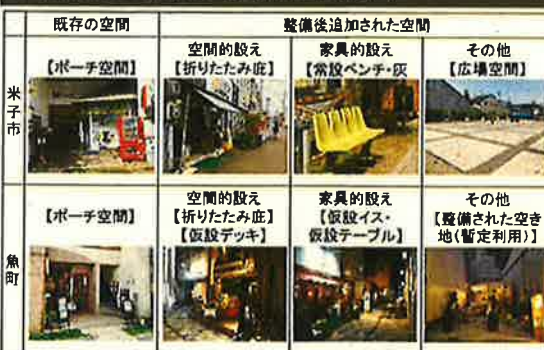 既存の空間
整備後追加された空間
米子市
【ポーチ空間】
空間的設え
【折りたたみ庇】
家具的設え
【常設ベンチ・灰
その他
【広場空間】
魚町
【ポーチ空間】
空間的設え
【折りたたみ庇】
【仮設デッキ】
家具的設え
【仮設イス・
仮設テーブル】
その他
【整備された空き
地(暫定利用)】